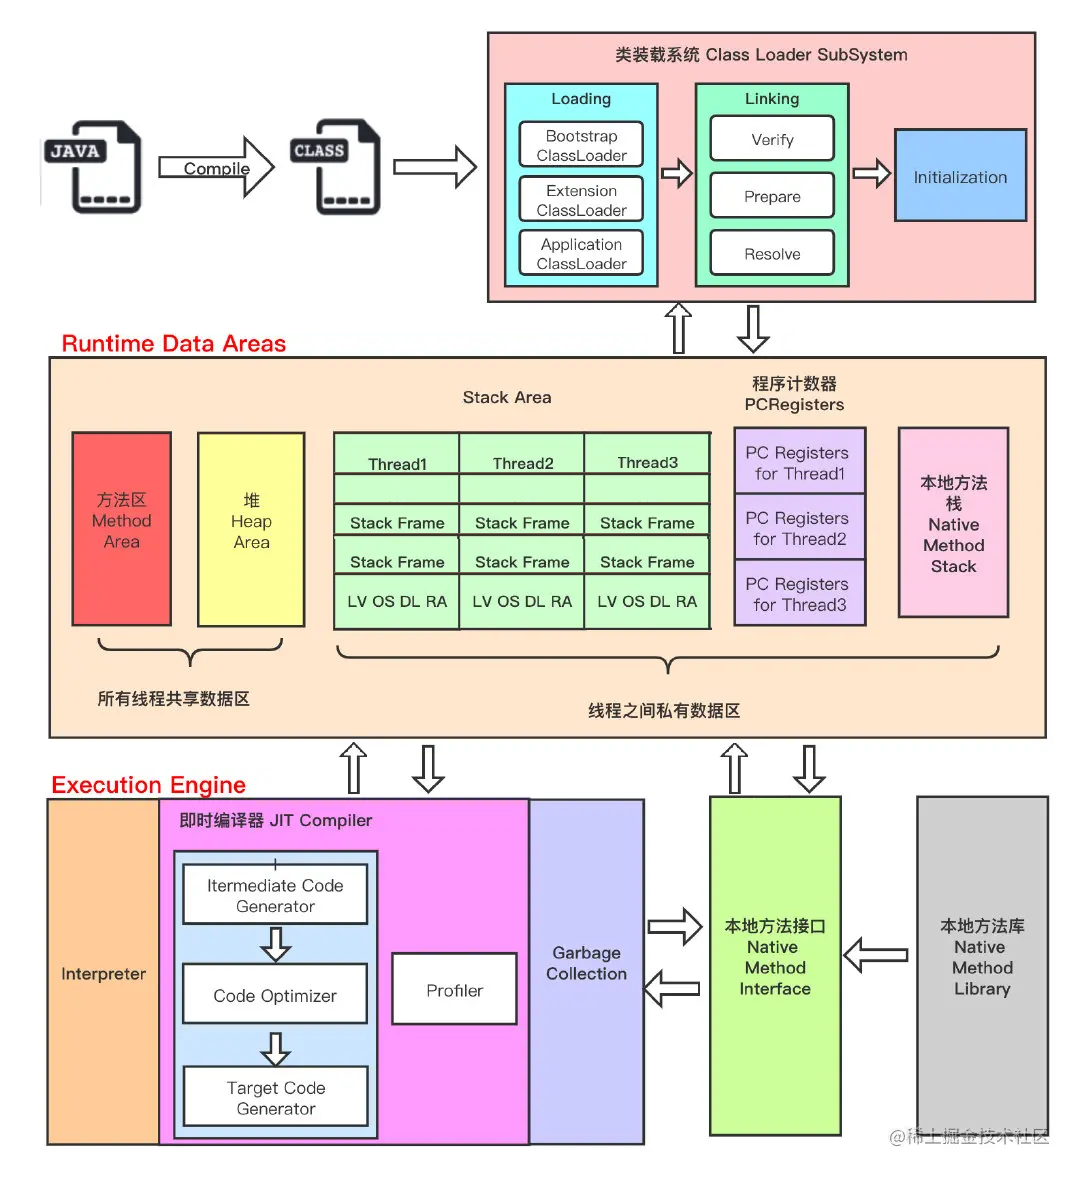 类装载系统 Class Loader SubSystem
JAVA
Compile
CLASS
Loading
Bootstrap
ClassLoader
Extension
ClassLoader
Application
ClassLoader
Linking
Verify
Prepare
Resolve
Initialization
Runtime Data Areas
方法区
Method
Area
堆
Heap
Area
所有线程共享数据区
Stack Area
Thread1 Thread2 Thread3
Stack Frame Stack Frame Stack Frame
Stack Frame Stack Frame Stack Frame
LV OS DL RA LV OS DL RA LV OS DL RA
程序计数器
PCRegisters
PC Registers
for Thread1
PC Registers
for Thread2
PC Registers
for Thread3
本地方法
栈
Native
Method
Stack
线程之间私有数据区
Execution Engine
Interpreter
即时编译器 JIT Compiler
Itermediate Code
Generator
Code Optimizer
Target Code
Generator
Profiler
Garbage
Collection
本地方法接口
Native
Method
Interface
本地方法库
Native
Method
Library
@稀土掘金技术社区